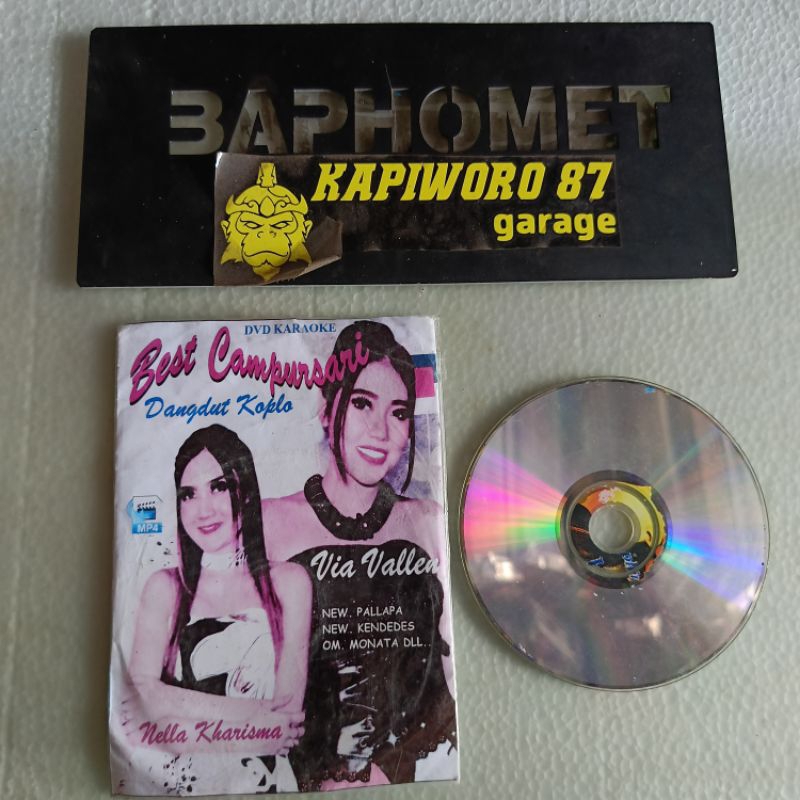 BAPHOMET
KAPIWORO 87
garage
DVD KARAOKE
Best Campursari
Dangdut Koplo
MP4
Via Vallen
NEW. PALLAPA
NEW. KENDEDES
OM. MONATA DLL..
Nella Kharisma